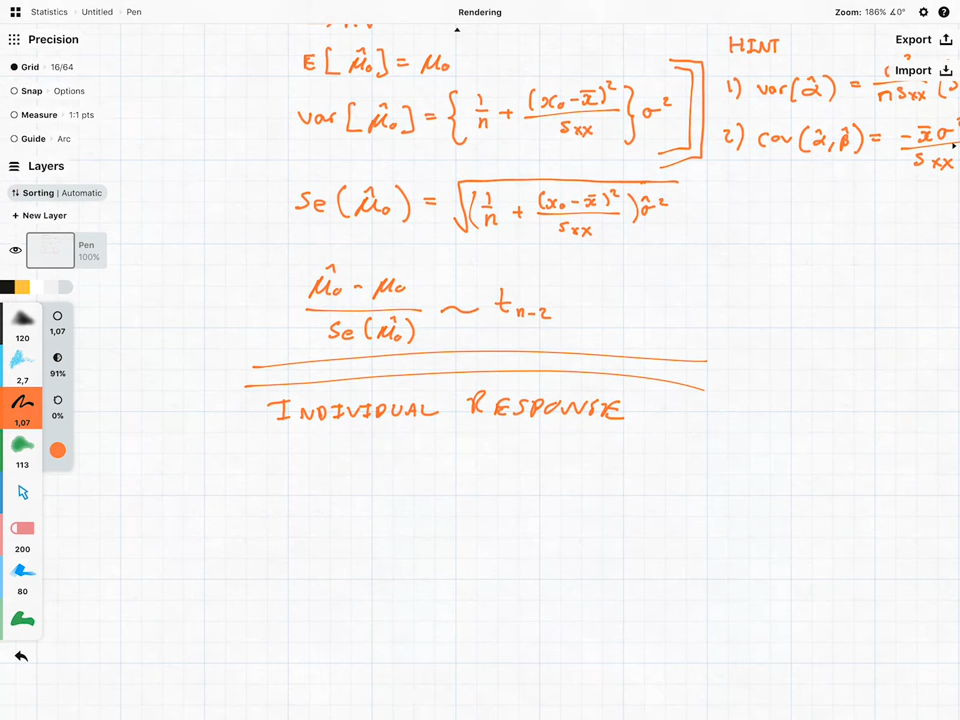 Statistics Untitled Pen
Rendering
Zoom: 186% ∠0°
Precision
Export
Import
Grid 16/64
Snap Options
Measure 1:1 pts
Guide Arc
Layers
Sorting | Automatic
New Layer
Pen
100%
120
1,07
2,7
91%
1,07
0%
113
200
80
E[μ̂₀] = μ₀
var[μ̂₀] = {1/n + (x₀ - x̄)²/Sxx}σ²
Se(μ̂₀) = √((1/n + (x₀ - x̄)²/Sxx)σ̂²)
(μ̂₀ - μ₀)/Se(μ̂₀) ~ tₙ₋₂
INDIVIDUAL RESPONSE
HINT
1) var(α̂) =
2) cov(α̂,β̂) = -x̄σ²/Sxx